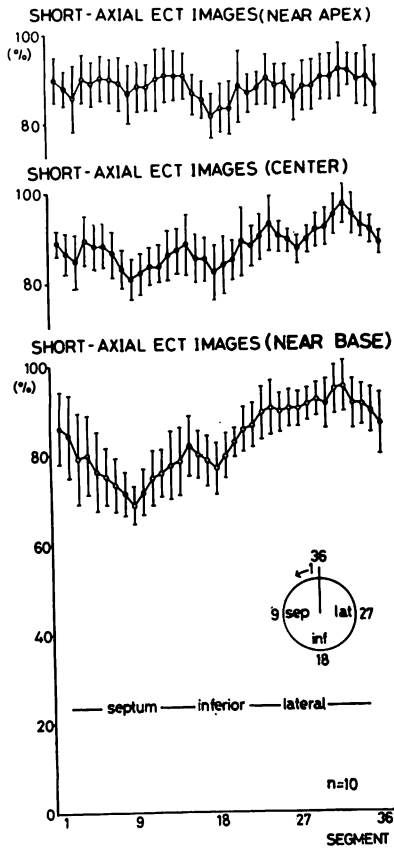 SHORT-AXIAL ECT IMAGES (NEAR APEX)
100
(%)
80
SHORT-AXIAL ECT IMAGES (CENTER)
100
80
SHORT-AXIAL ECT IMAGES (NEAR BASE)
100
(%)
80
60
36
1
9 sep lat 27
inf
18
40
septum inferior lateral
20
n=10
0
1 9 18 27 36
SEGMENT